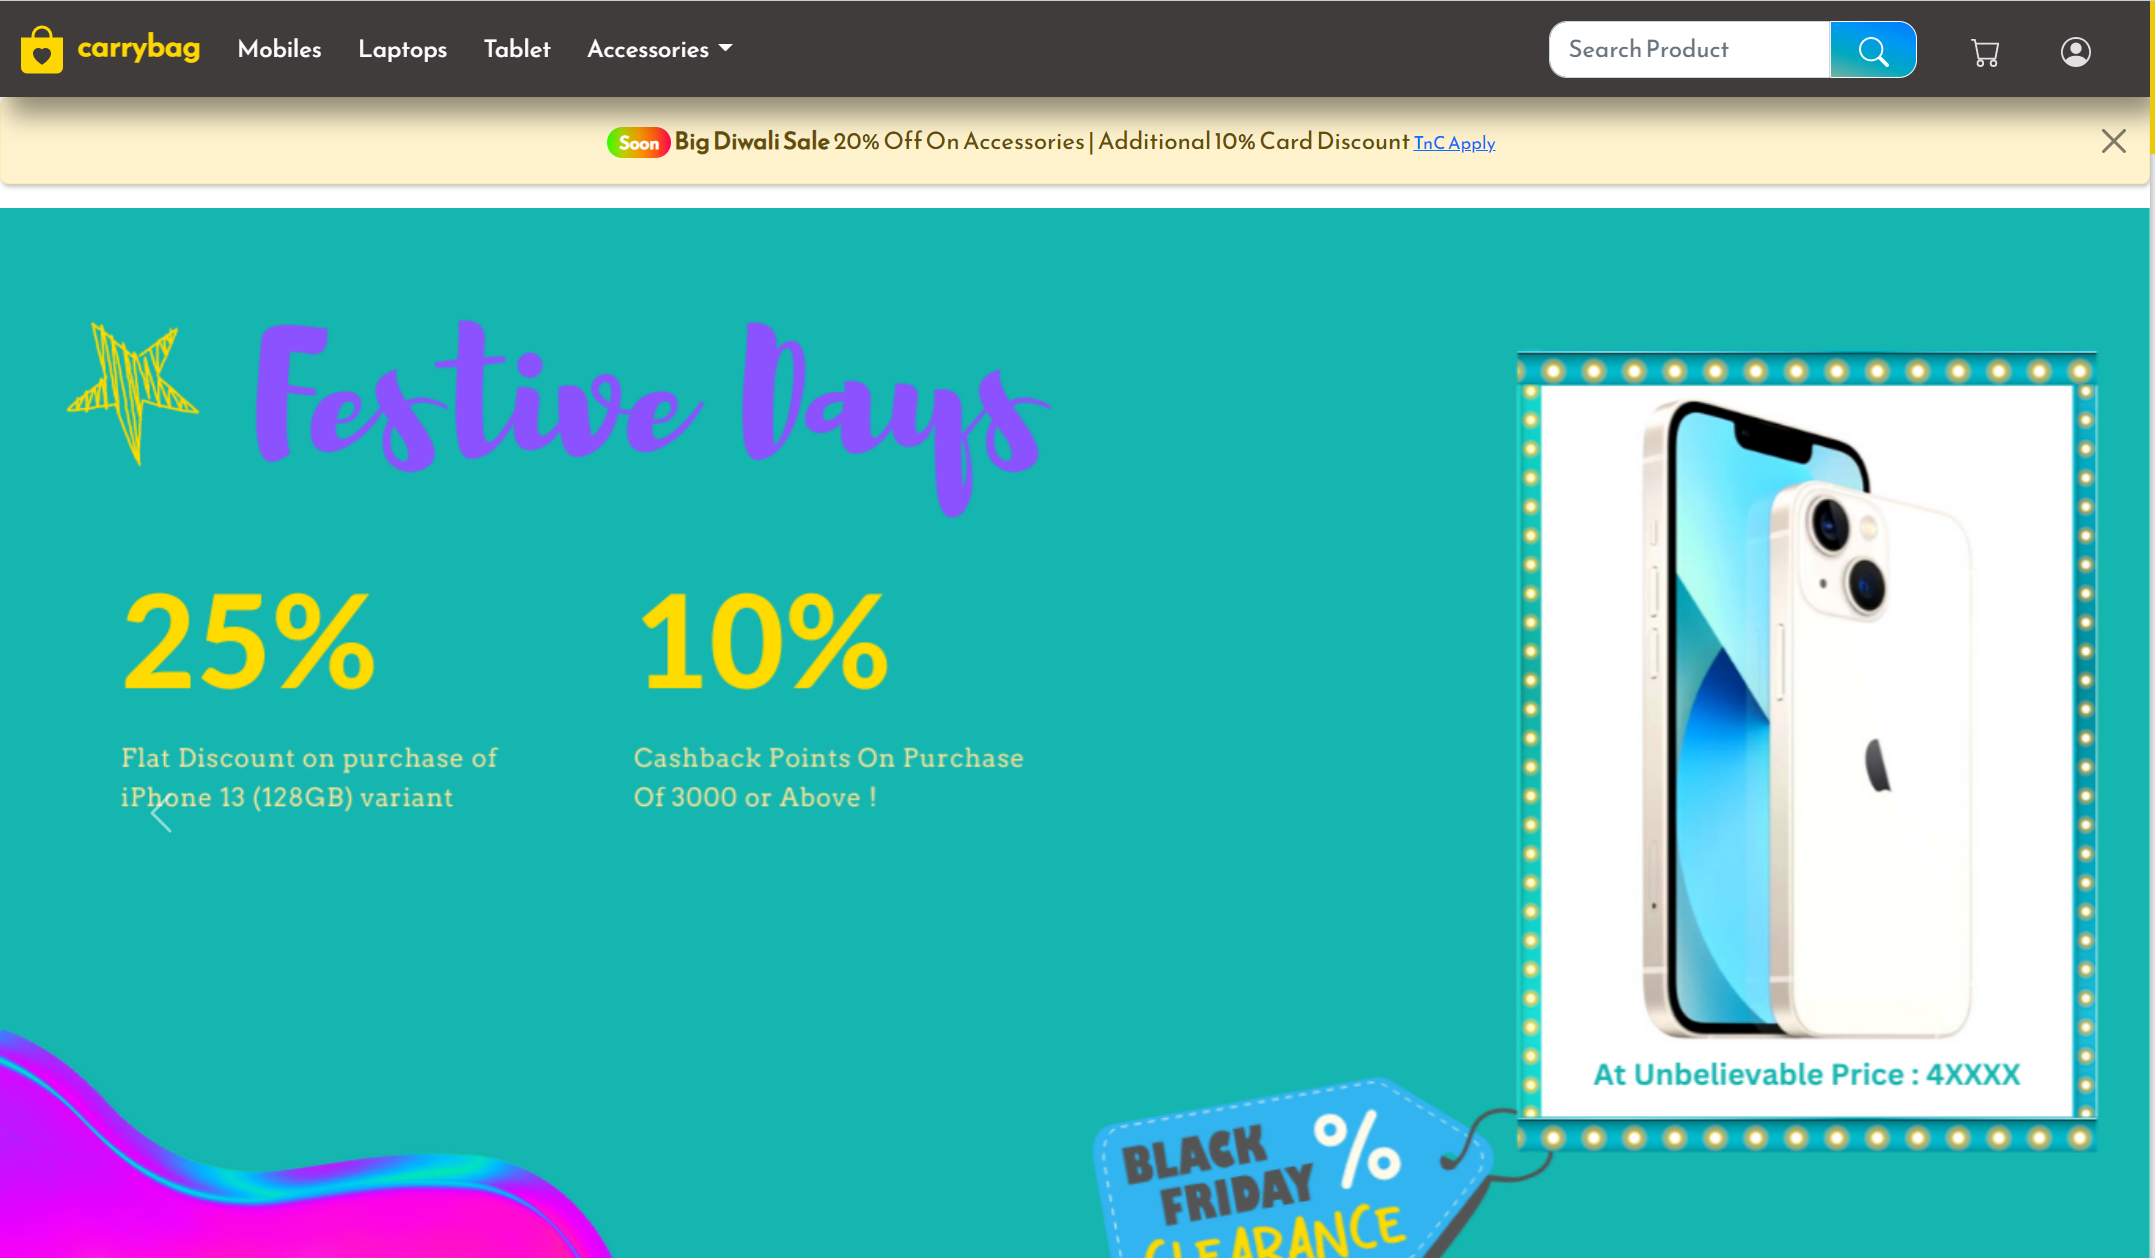 carrybag Mobiles Laptops Tablet Accessories Search Product
Soon Big Diwali Sale 20% Off On Accessories | Additional 10% Card Discount TnC Apply
Festive Days
25%
Flat Discount on purchase of
iPhone 13 (128GB) variant
10%
Cashback Points On Purchase
Of 3000 or Above !
At Unbelievable Price : 4XXXX
BLACK
FRIDAY
%
CLEARANCE